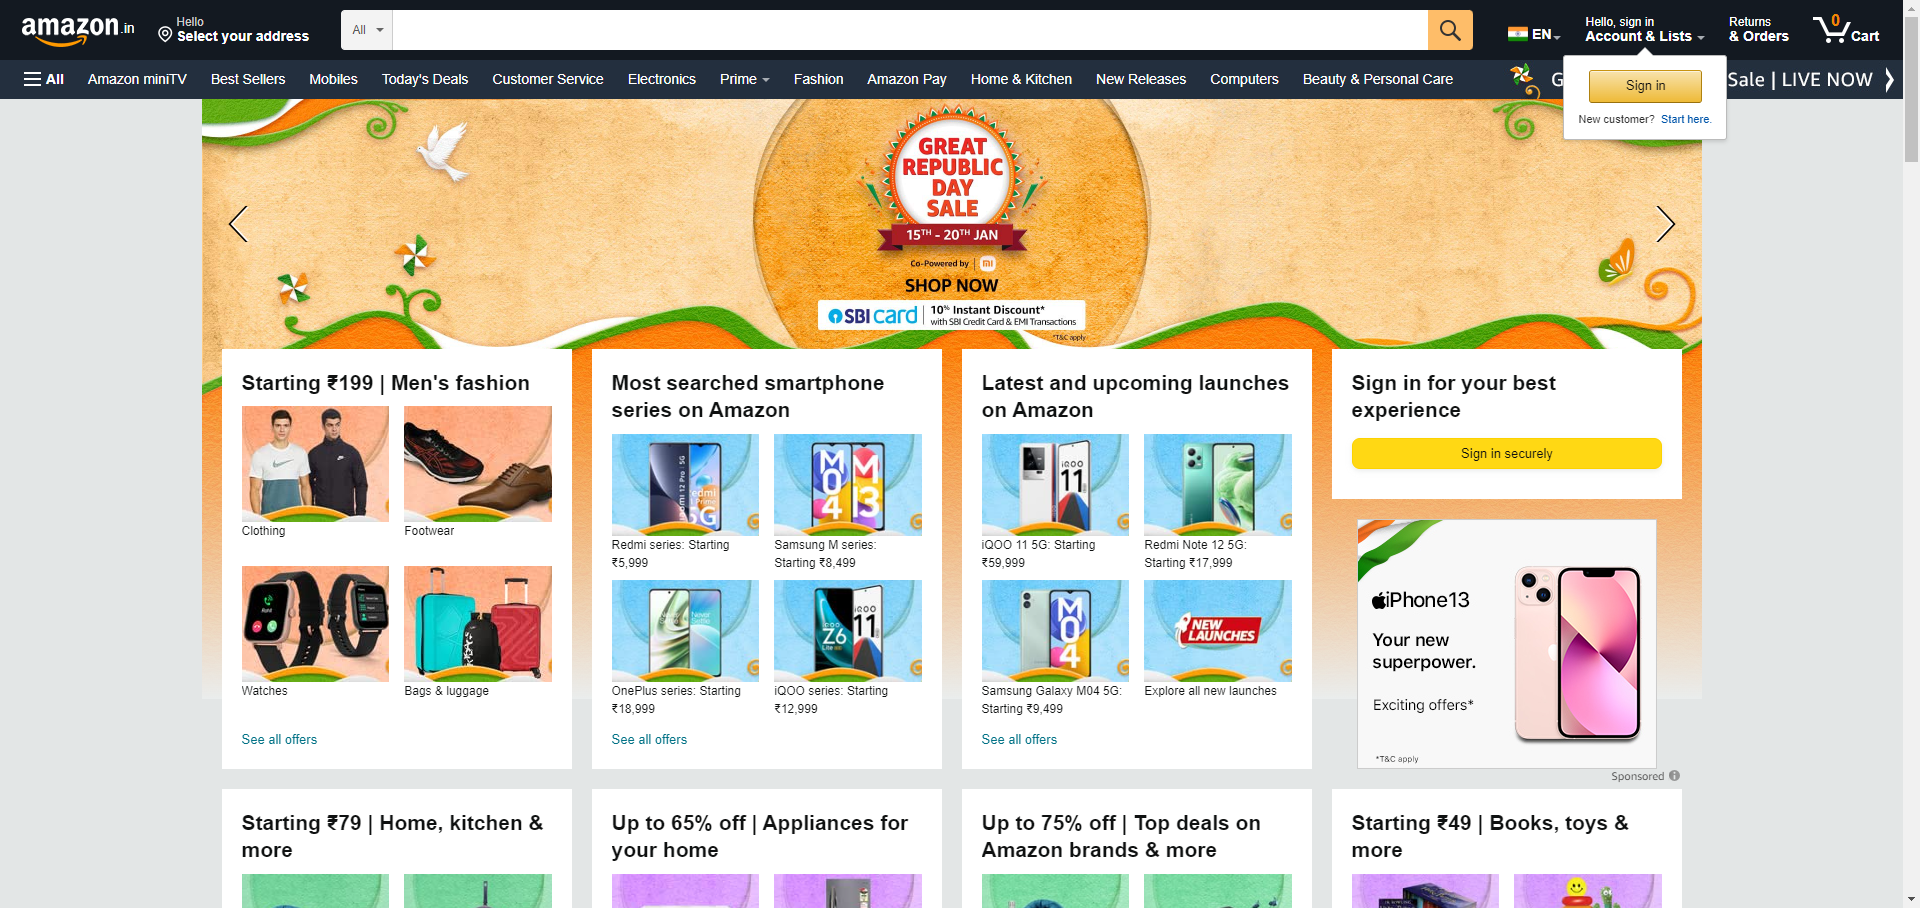 amazon.in
Hello
Select your address
All
EN
Hello, sign in
Account & Lists
Returns
& Orders
0
Cart
All
Amazon miniTV
Best Sellers
Mobiles
Today's Deals
Customer Service
Electronics
Prime
Fashion
Amazon Pay
Home & Kitchen
New Releases
Computers
Beauty & Personal Care
G
Sale | LIVE NOW
Sign in
New customer? Start here.
GREAT
REPUBLIC
DAY
SALE
15TH - 20TH JAN
Co-Powered by | mi
SHOP NOW
SBI card
10% Instant Discount*
with SBI Credit Card & EMI Transactions
*T&C apply
Starting ₹199 | Men's fashion
Clothing
Footwear
Watches
Bags & luggage
See all offers
Most searched smartphone
series on Amazon
Redmi series: Starting
₹5,999
Samsung M series:
Starting ₹8,499
OnePlus series: Starting
₹18,999
iQOO series: Starting
₹12,999
See all offers
Latest and upcoming launches
on Amazon
iQOO
11
iQOO 11 5G: Starting
₹59,999
Redmi Note 12 5G:
Starting ₹17,999
M
04
Samsung Galaxy M04 5G:
Starting ₹9,499
NEW
LAUNCHES
Explore all new launches
See all offers
Sign in for your best
experience
Sign in securely
iPhone13
Your new
superpower.
Exciting offers*
*T&C apply
Sponsored
Starting ₹79 | Home, kitchen &
more
Up to 65% off | Appliances for
your home
Up to 75% off | Top deals on
Amazon brands & more
Starting ₹49 | Books, toys &
more